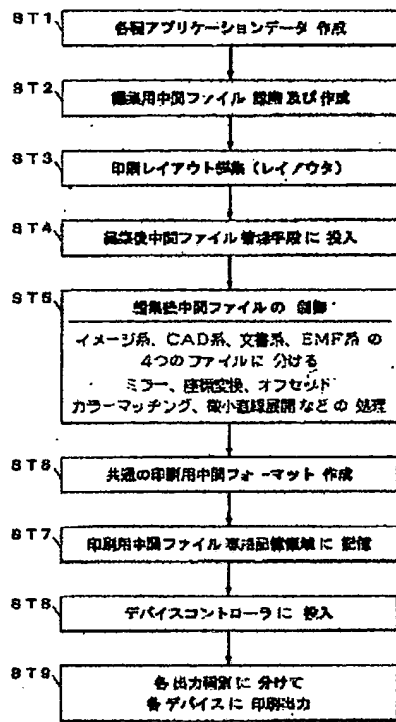 ST1
各種アプリケーションデータ 作成
ST2
編集用中間ファイル 診断及び作成
ST3
印刷レイアウト編集(レイアウタ)
ST4
編集後中間ファイル管理手段に 投入
ST5
編集後中間ファイルの 制御
イメージ系、CAD系、文書系、EMF系 の
4つのファイルに 分ける
ミラー、座標変換、オフセット
カラーマッチング、微小直線展開などの 処理
ST6
共通の印刷用中間フォーマット 作成
ST7
印刷用中間ファイル 記憶領域に 記憶
ST8
デバイスコントローラに 投入
ST9
各出力種別に 分けて
各デバイスに 印刷出力